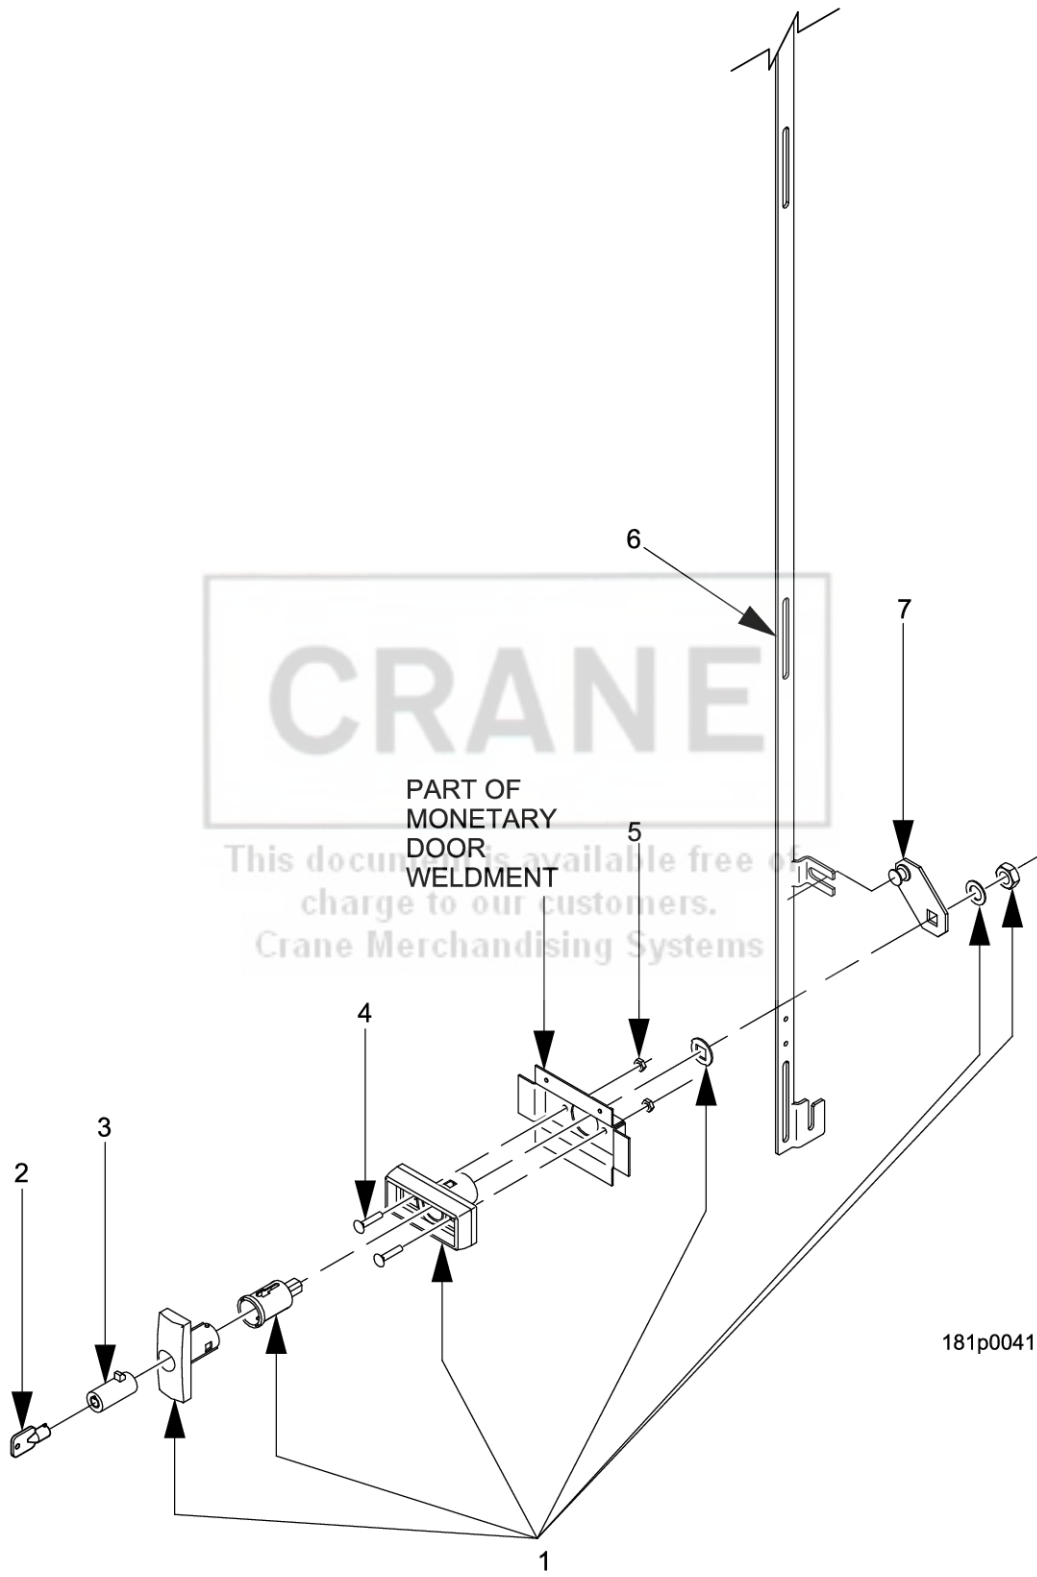 6
7
CRANE
PART OF
MONETARY
DOOR
WELDMENT
5
This document is available free of
charge to our customers.
Crane Merchandising Systems
4
3
2
181p0041
1